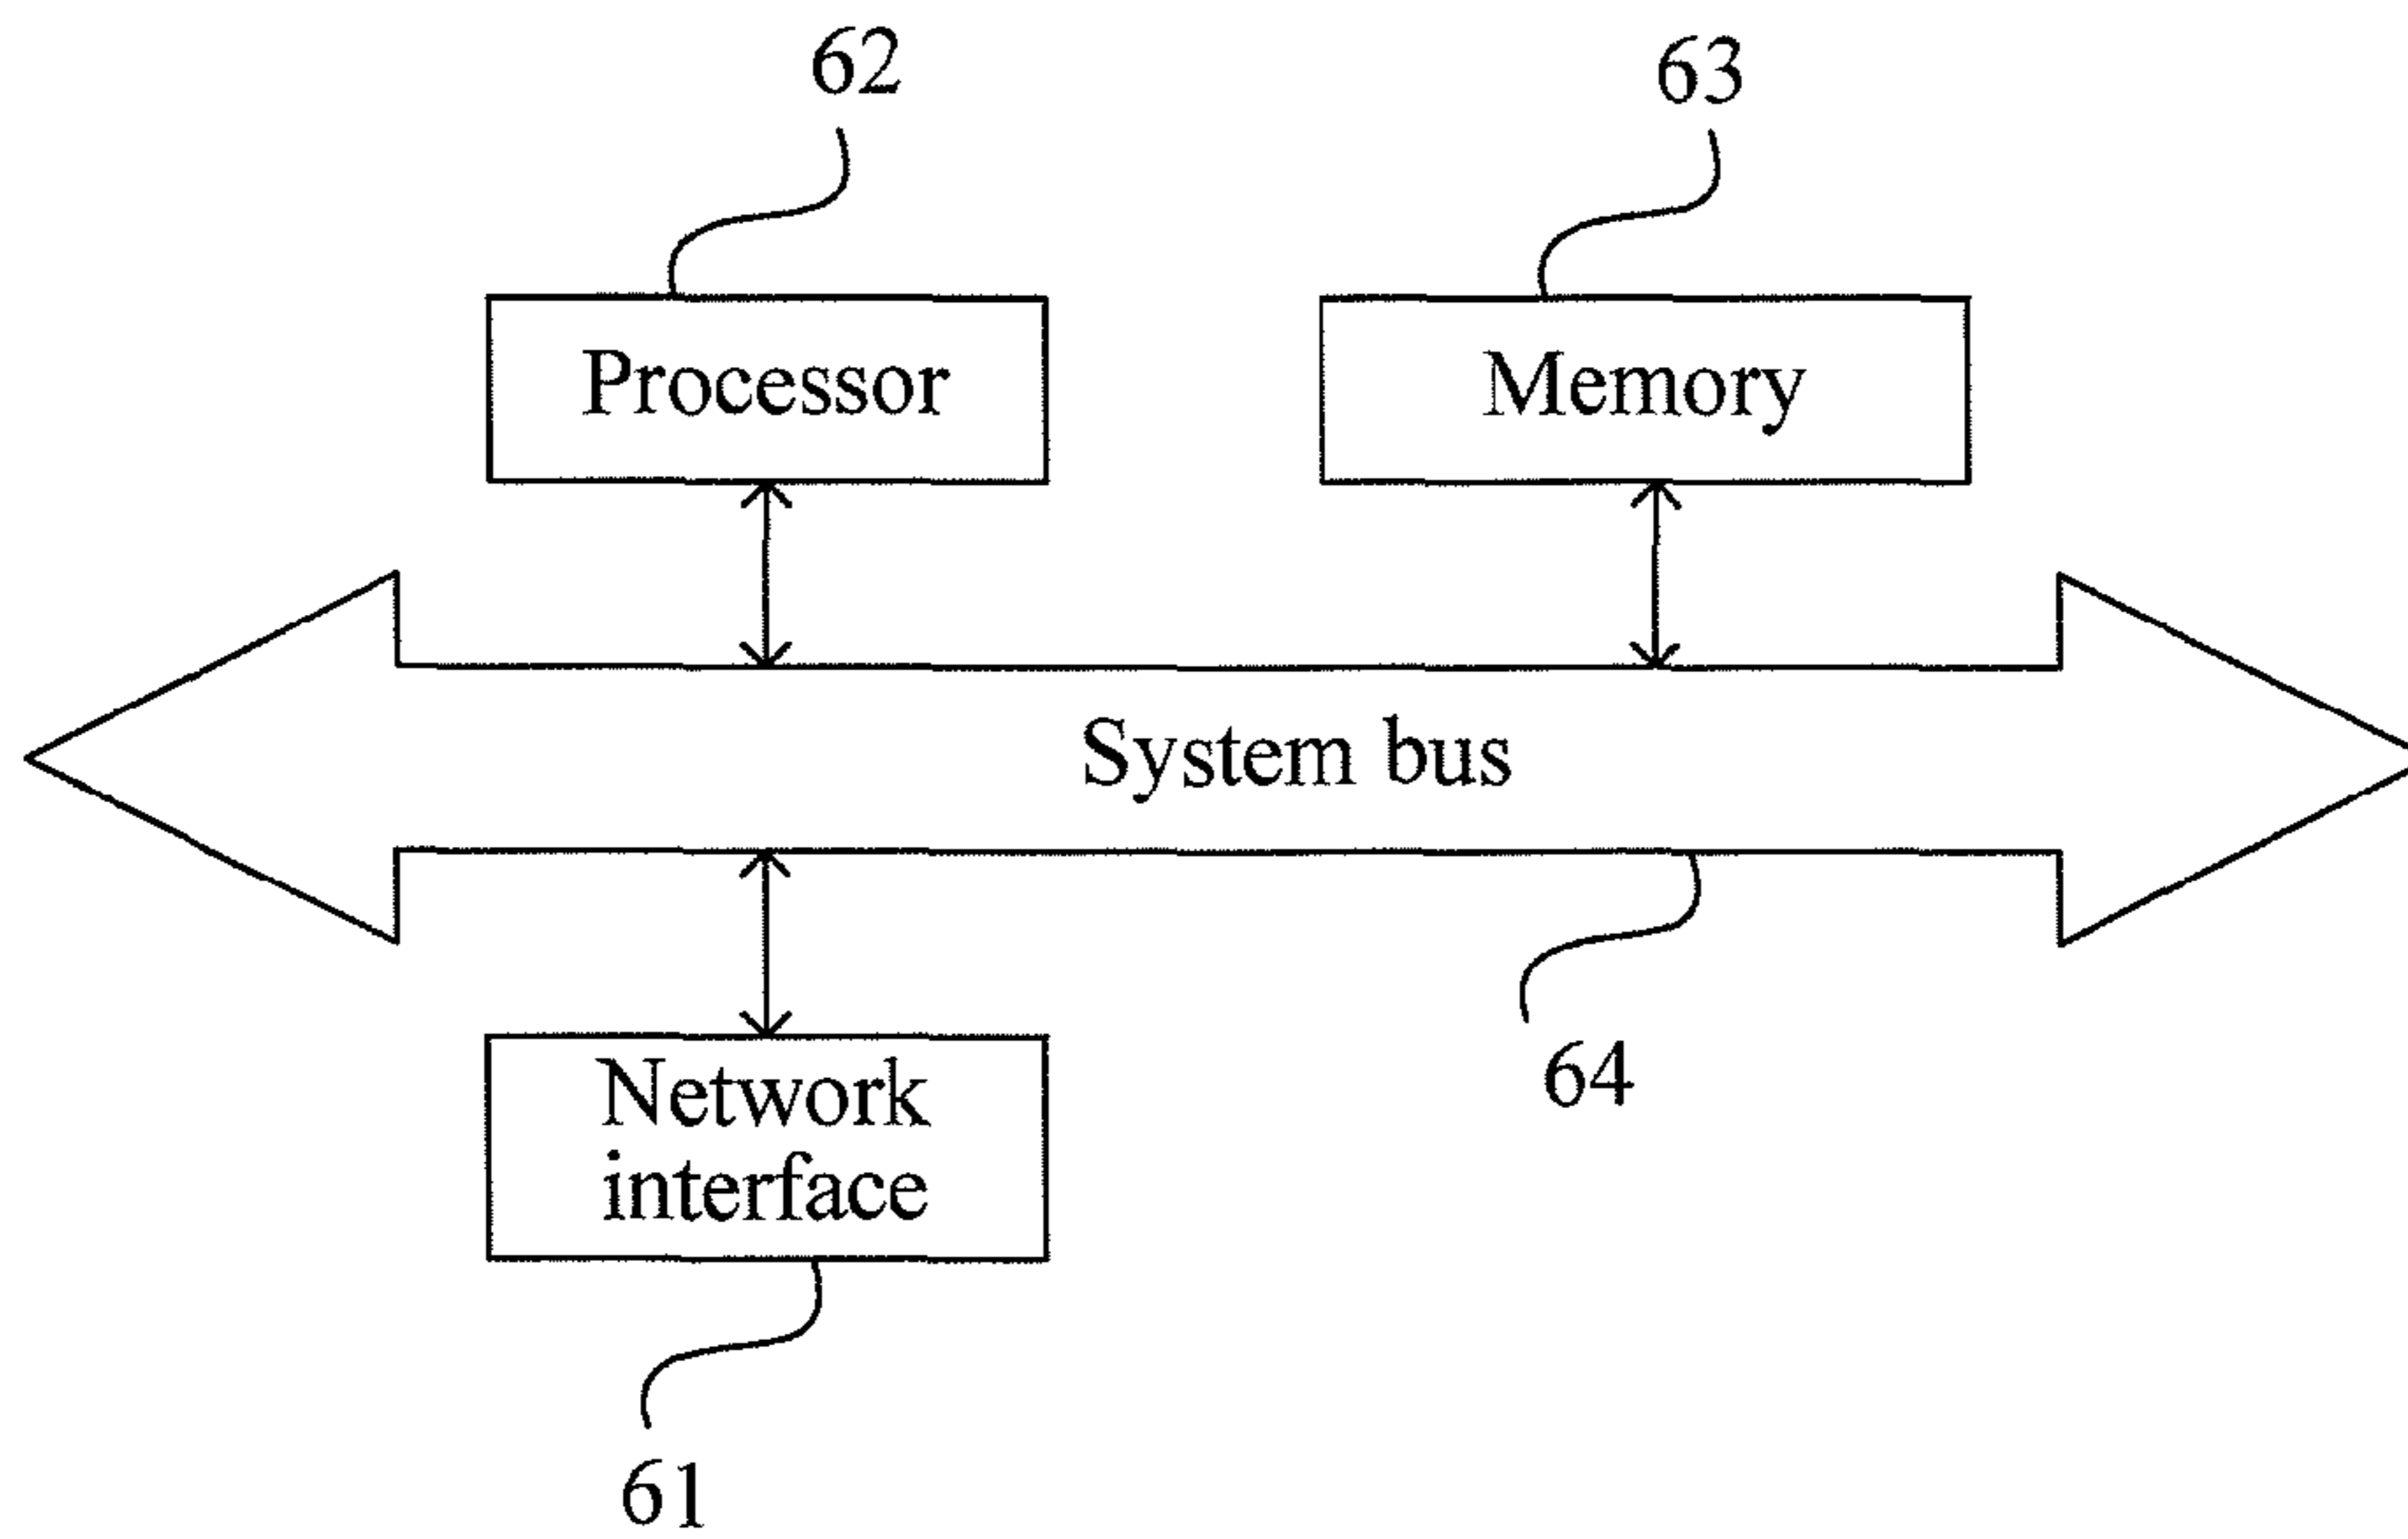 62
63
Processor
Memory
System bus
64
Network
interface
61